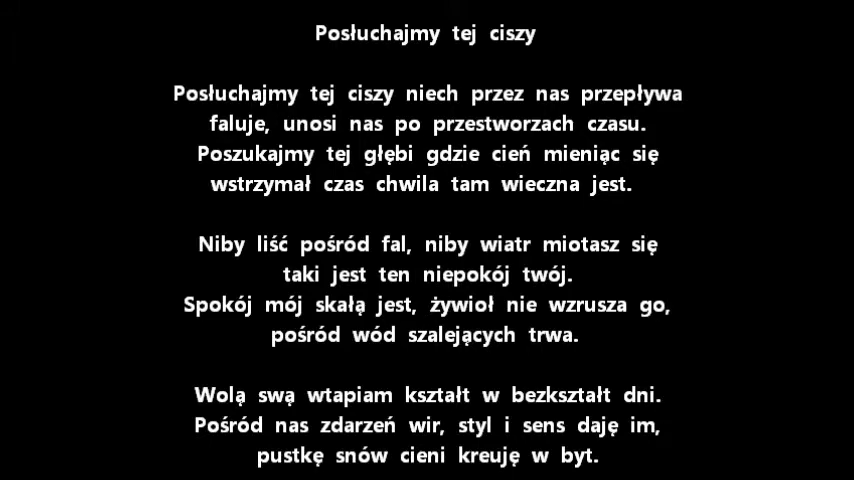 Posłuchajmy tej ciszy
Posłuchajmy tej ciszy niech przez nas przepływa
faluje, unosi nas po przestworzach czasu.
Poszukajmy tej głębi gdzie cień mieniąc się
wstrzymał czas chwila tam wieczna jest.
Niby liść pośród fal, niby wiatr miotasz się
taki jest ten niepokój twój.
Spokój mój skałą jest, żywioł nie wzrusza go,
pośród wód szalejących trwa.
Wolą swą wtapiam kształt w bezkształt dni.
Pośród nas zdarzeń wir, styl i sens daję im,
pustkę snów cieni kreuję w byt.